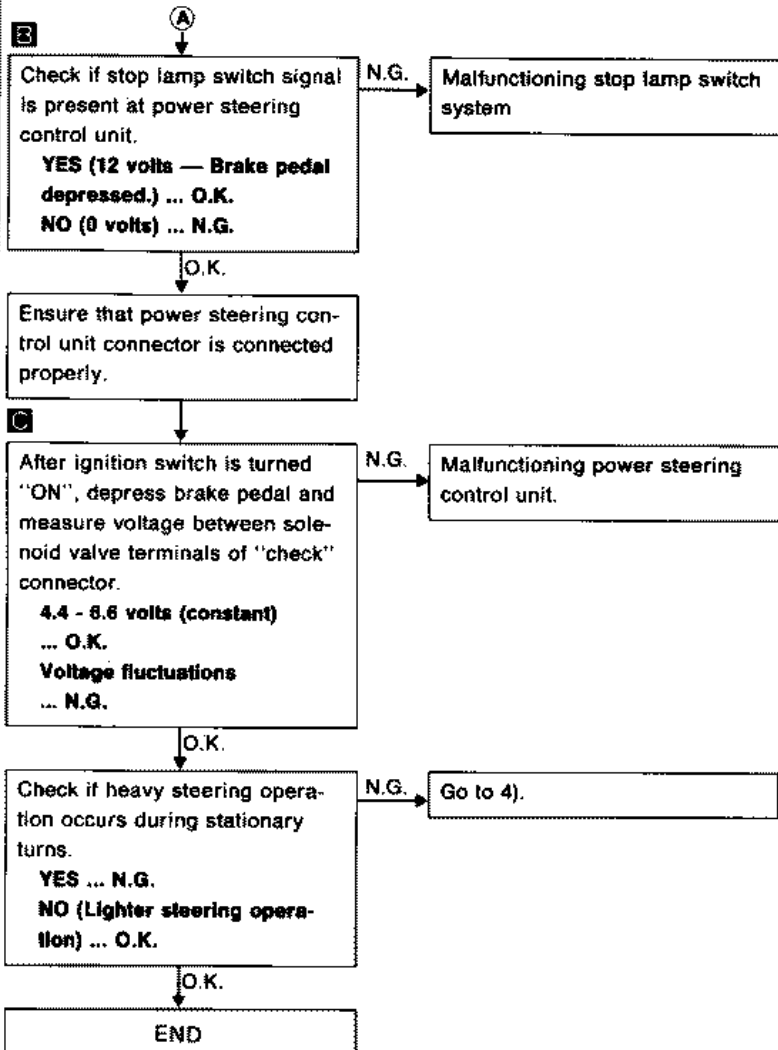 A
B
Check if stop lamp switch signal
is present at power steering
control unit.
YES (12 volts — Brake pedal
depressed.) ... O.K.
NO (0 volts) ... N.G.
N.G.
Malfunctioning stop lamp switch
system
O.K.
Ensure that power steering con-
trol unit connector is connected
properly.
C
After ignition switch is turned
"ON", depress brake pedal and
measure voltage between sole-
noid valve terminals of "check"
connector.
4.4 - 6.6 volts (constant)
... O.K.
Voltage fluctuations
... N.G.
N.G.
Malfunctioning power steering
control unit.
O.K.
Check if heavy steering opera-
tion occurs during stationary
turns.
YES ... N.G.
NO (Lighter steering opera-
tion) ... O.K.
N.G.
Go to 4).
O.K.
END